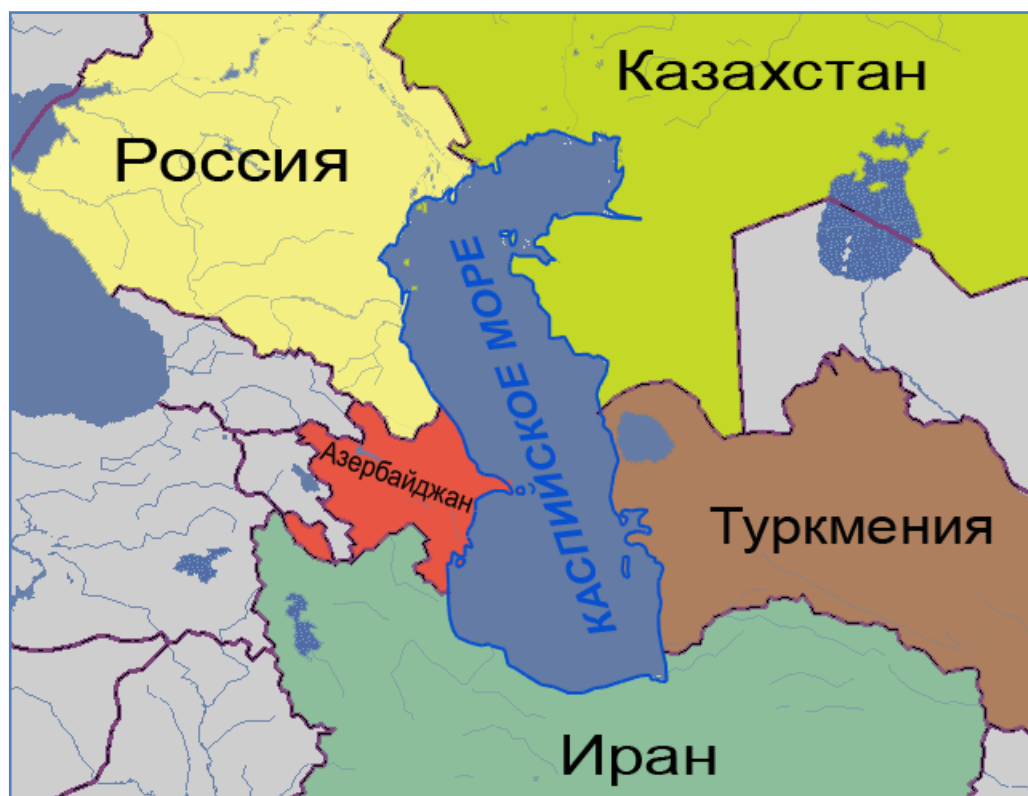 Казахстан
Россия
КАСПИЙСКОЕ МОРЕ
Азербайджан
Туркмения
Иран